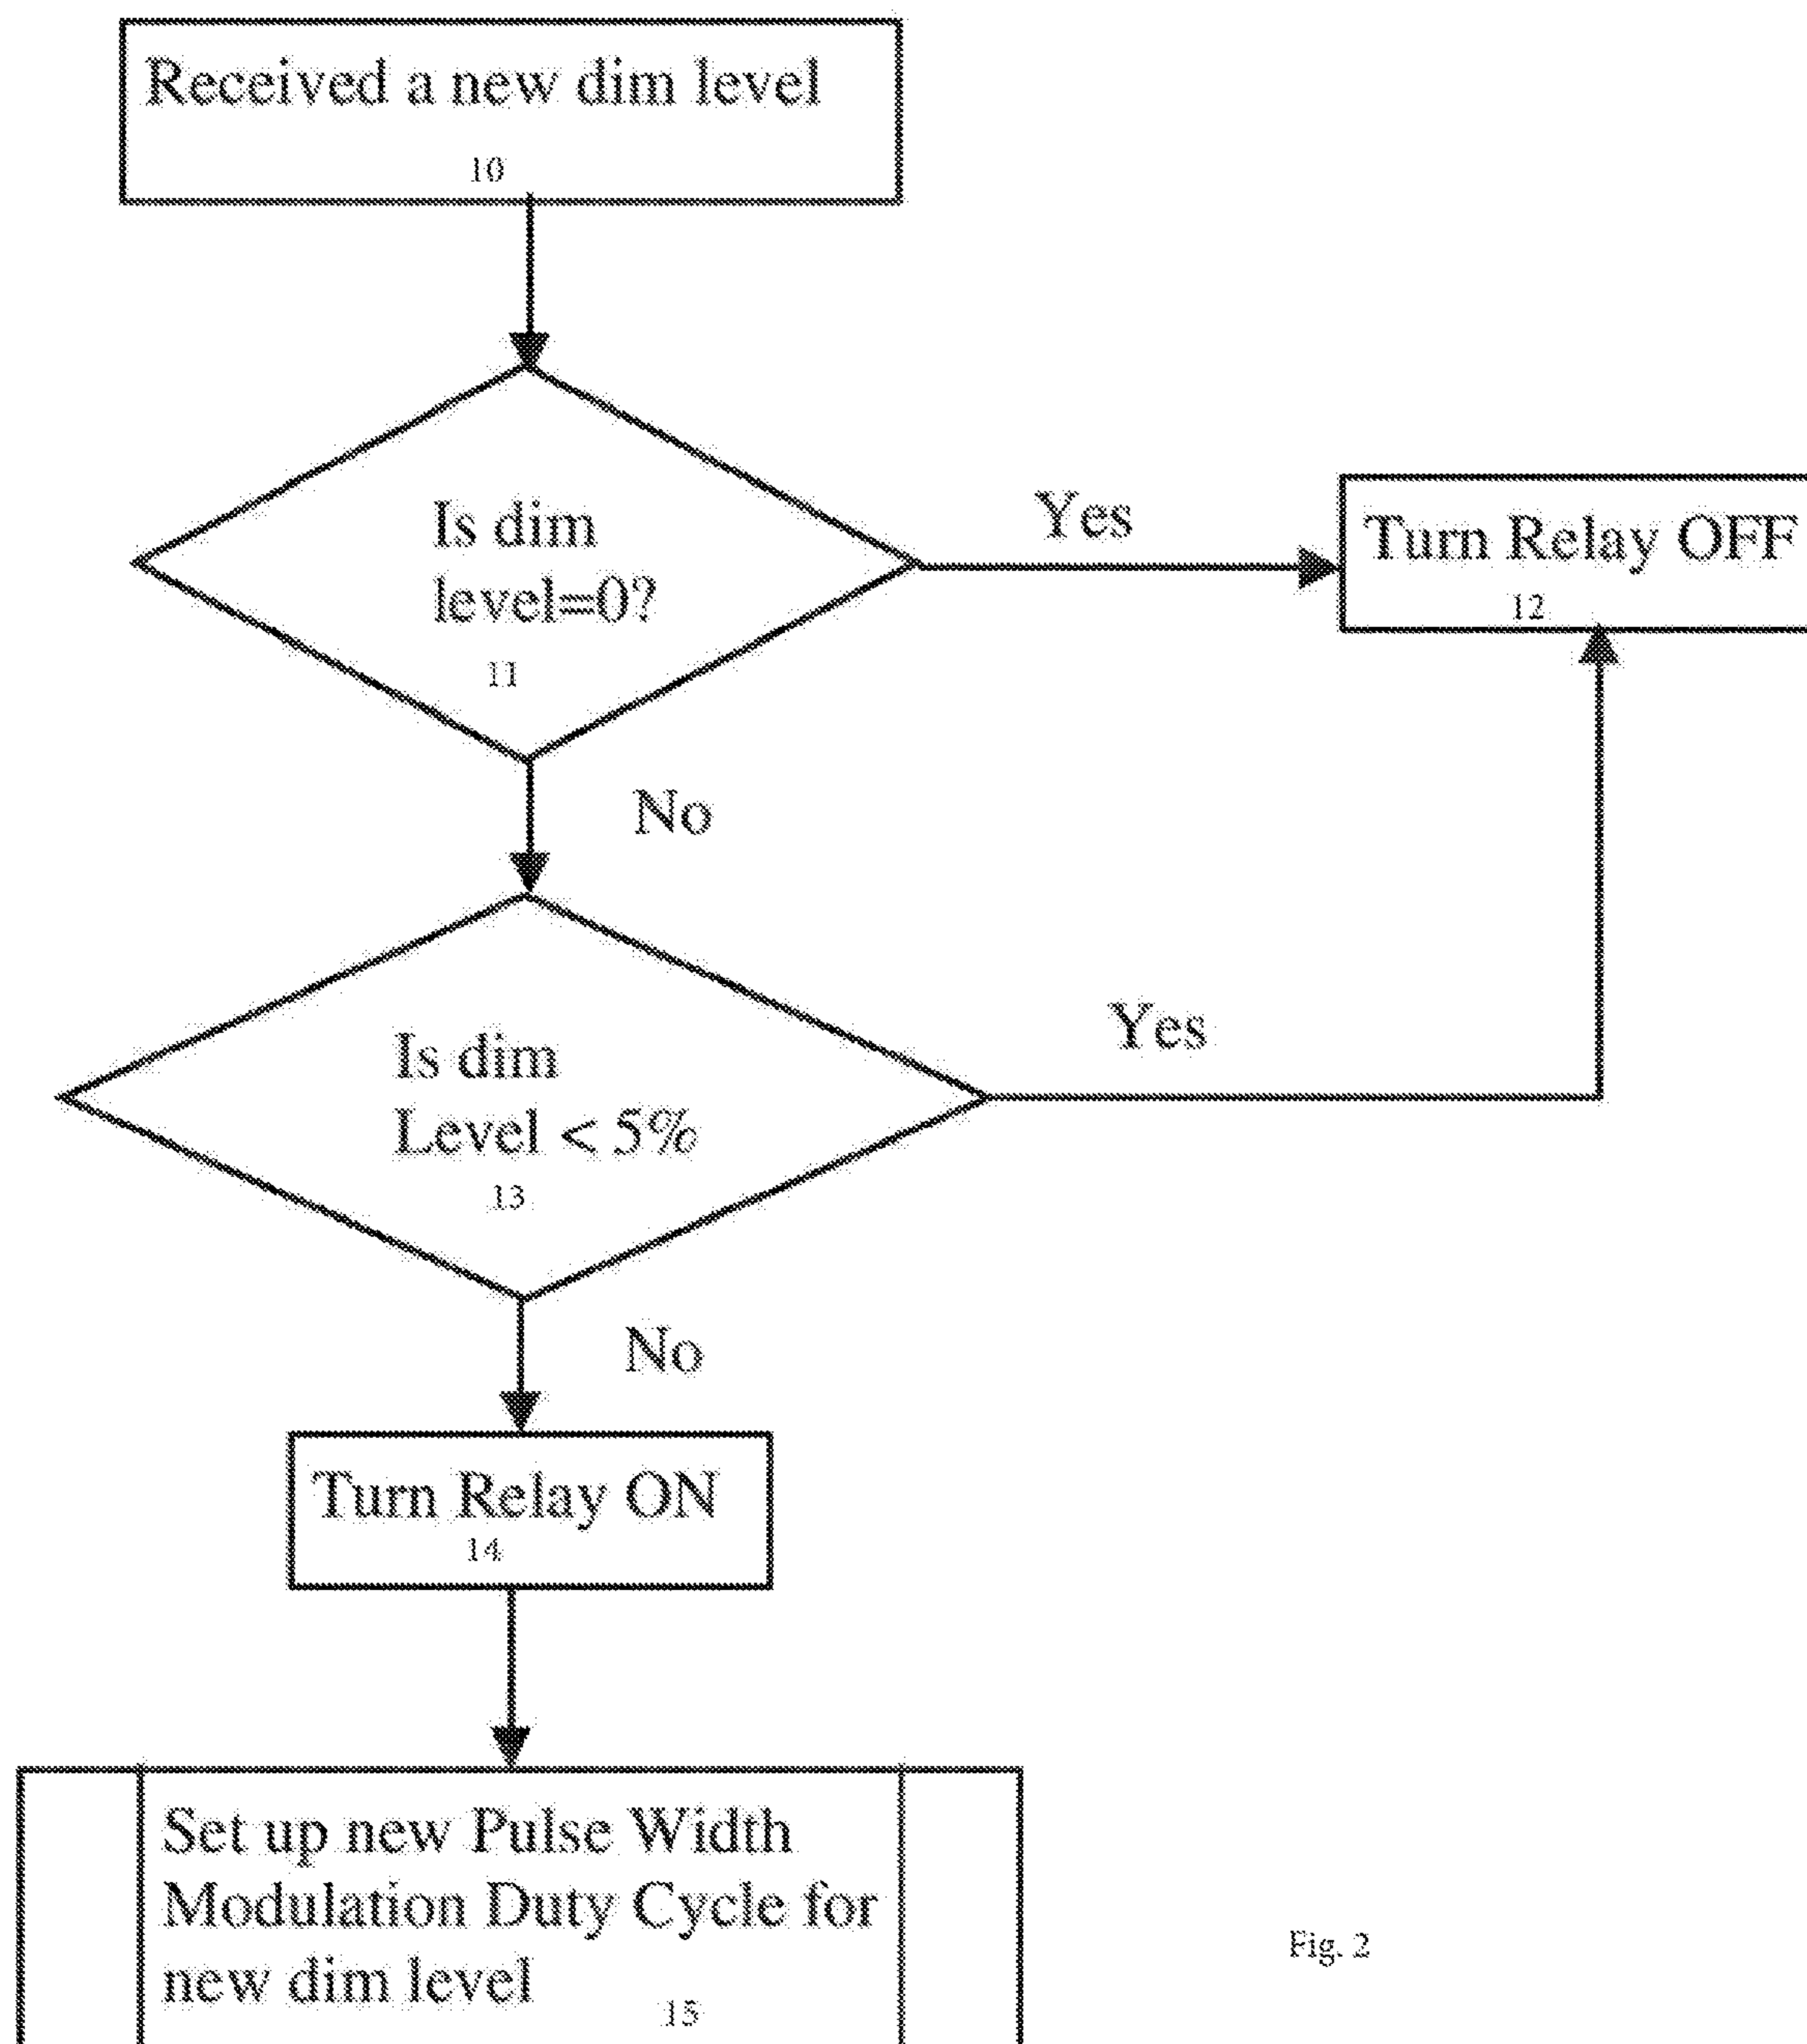 Received a new dim level
10
Is dim
level=0?
11
Yes
Turn Relay OFF
12
No
Is dim
Level < 5%
13
Yes
No
Turn Relay ON
14
Set up new Pulse Width
Modulation Duty Cycle for
new dim level
15
Fig. 2